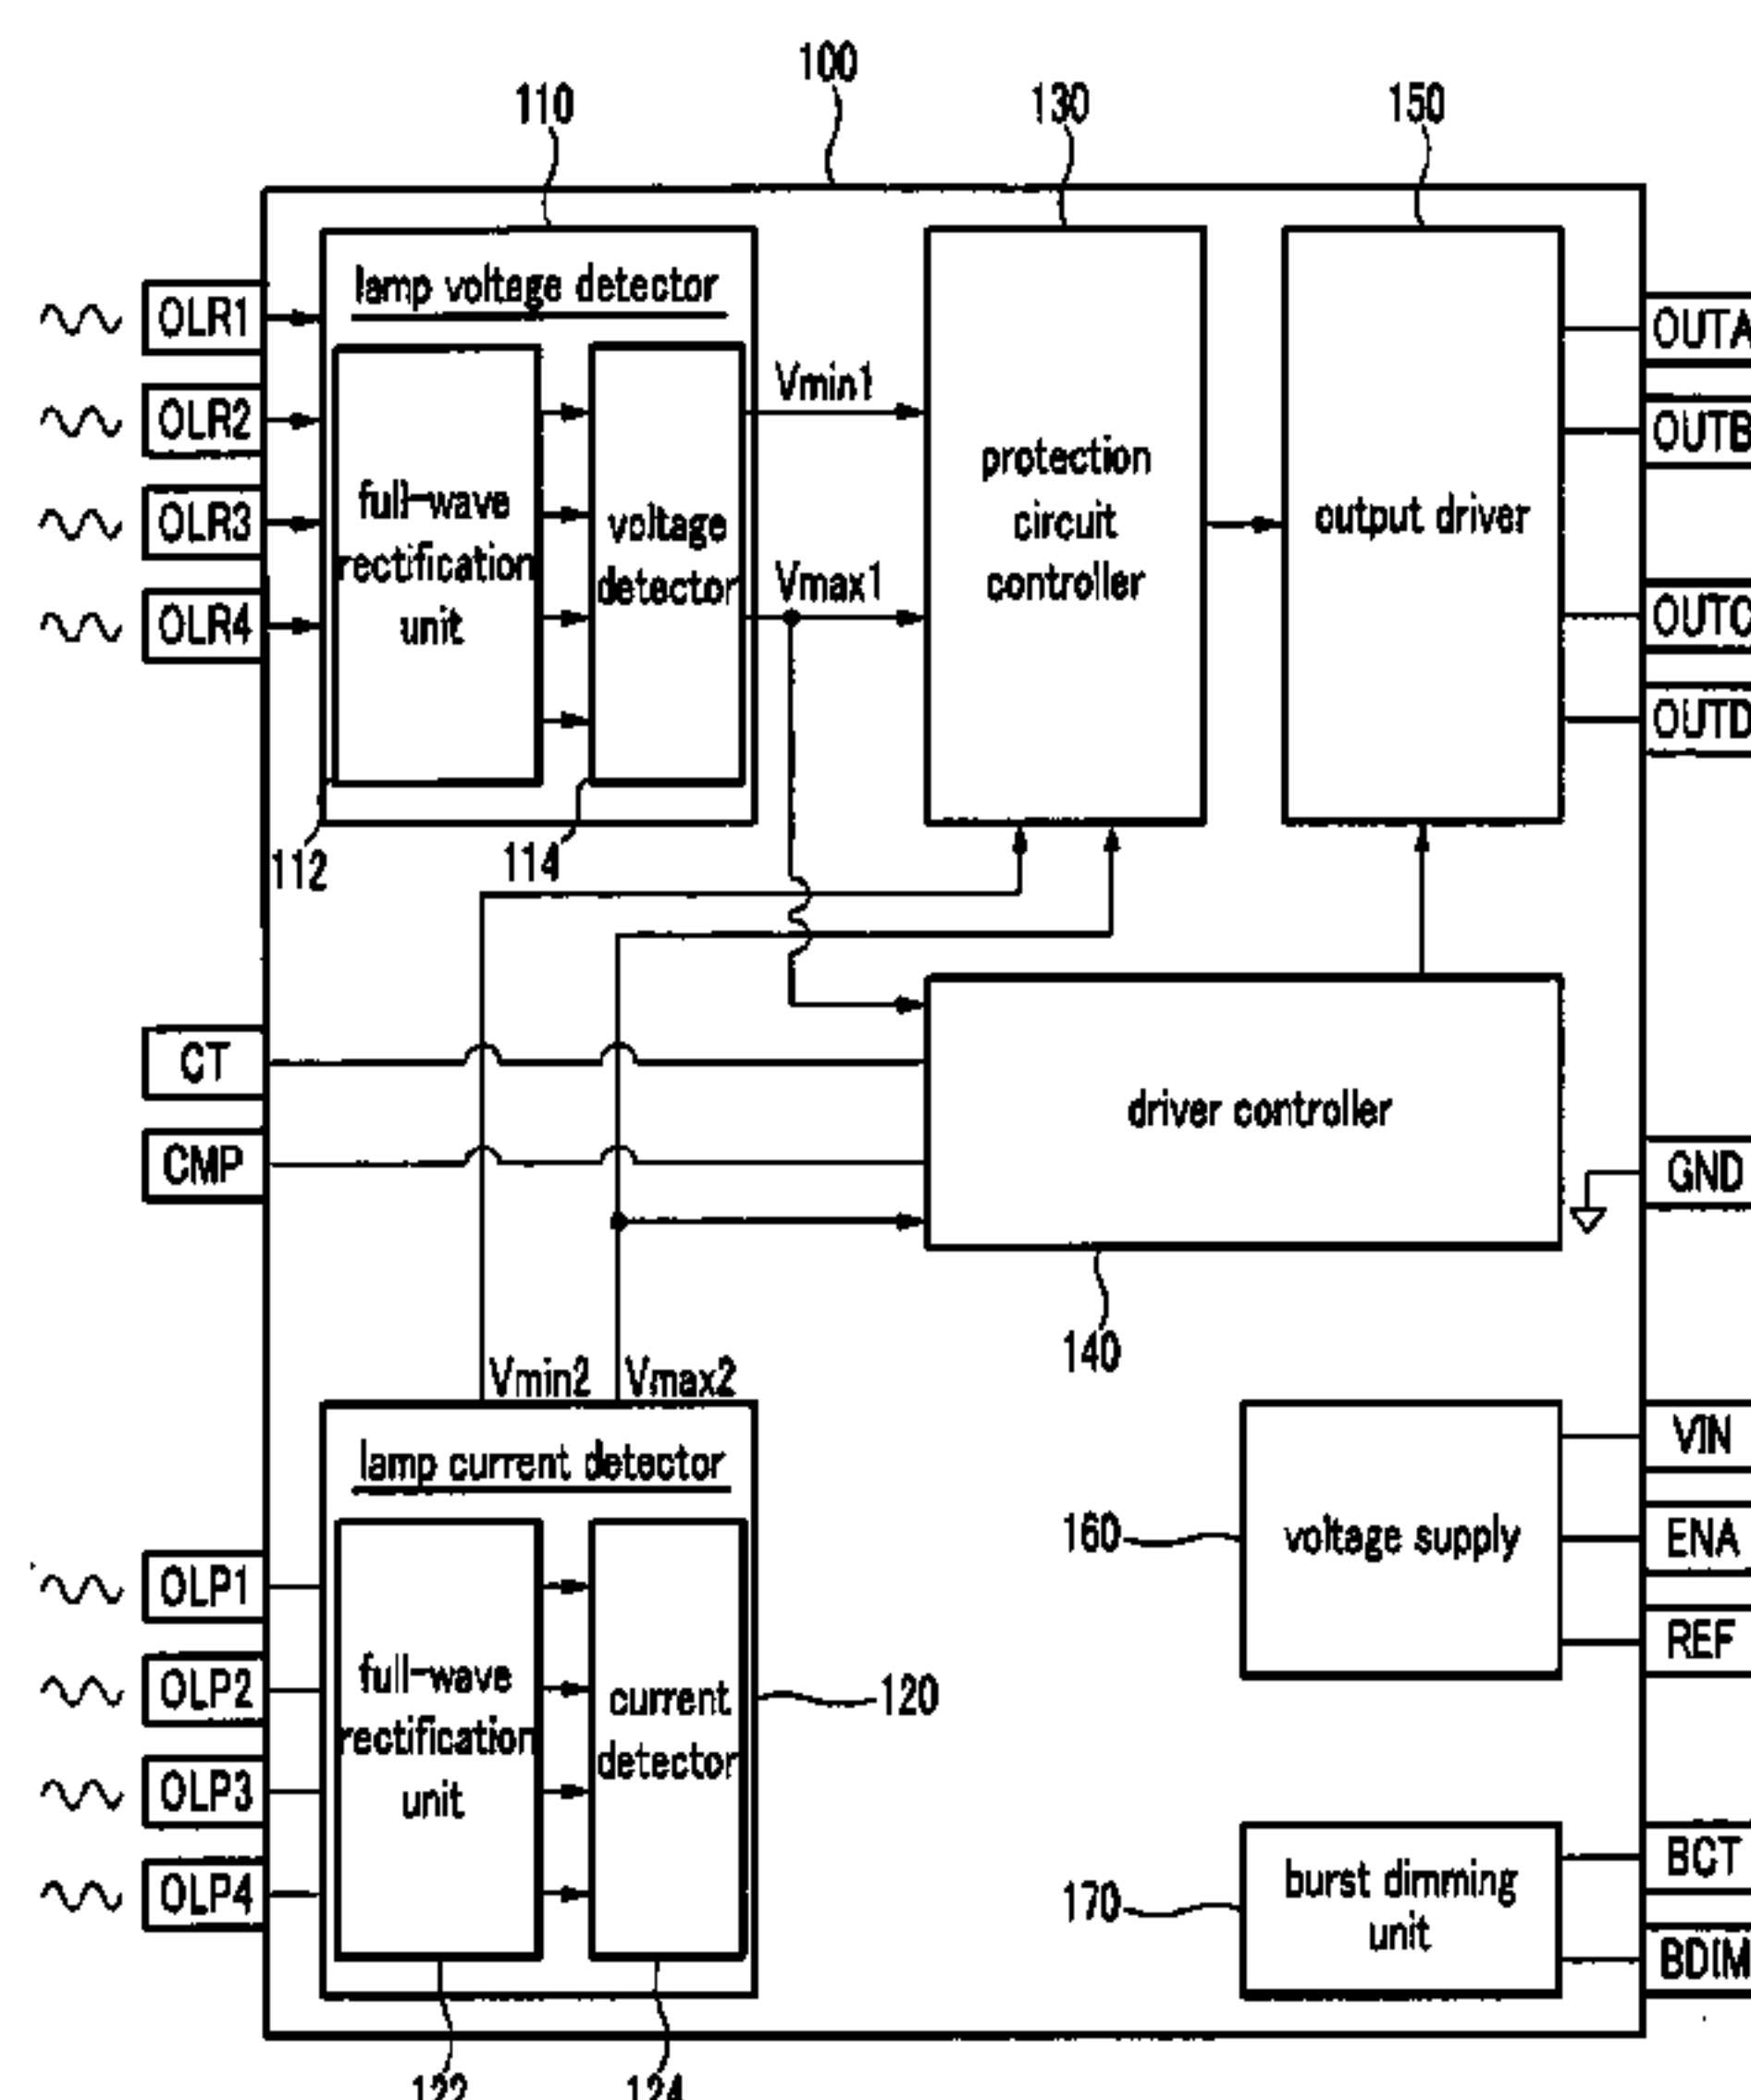 100
110
130
150
lamp voltage detector
OLR1
OLR2
OLR3
OLR4
full-wave
rectification
unit
voltage
detector
Vmin1
Vmax1
protection
circuit
controller
output driver
OUTA
OUTB
OUTC
OUTD
112
114
CT
CMP
driver controller
GND
140
Vmin2
Vmax2
lamp current detector
OLP1
OLP2
OLP3
OLP4
full-wave
rectification
unit
current
detector
120
160
voltage supply
VIN
ENA
REF
170
burst dimming
unit
BCT
BDIM
122
124